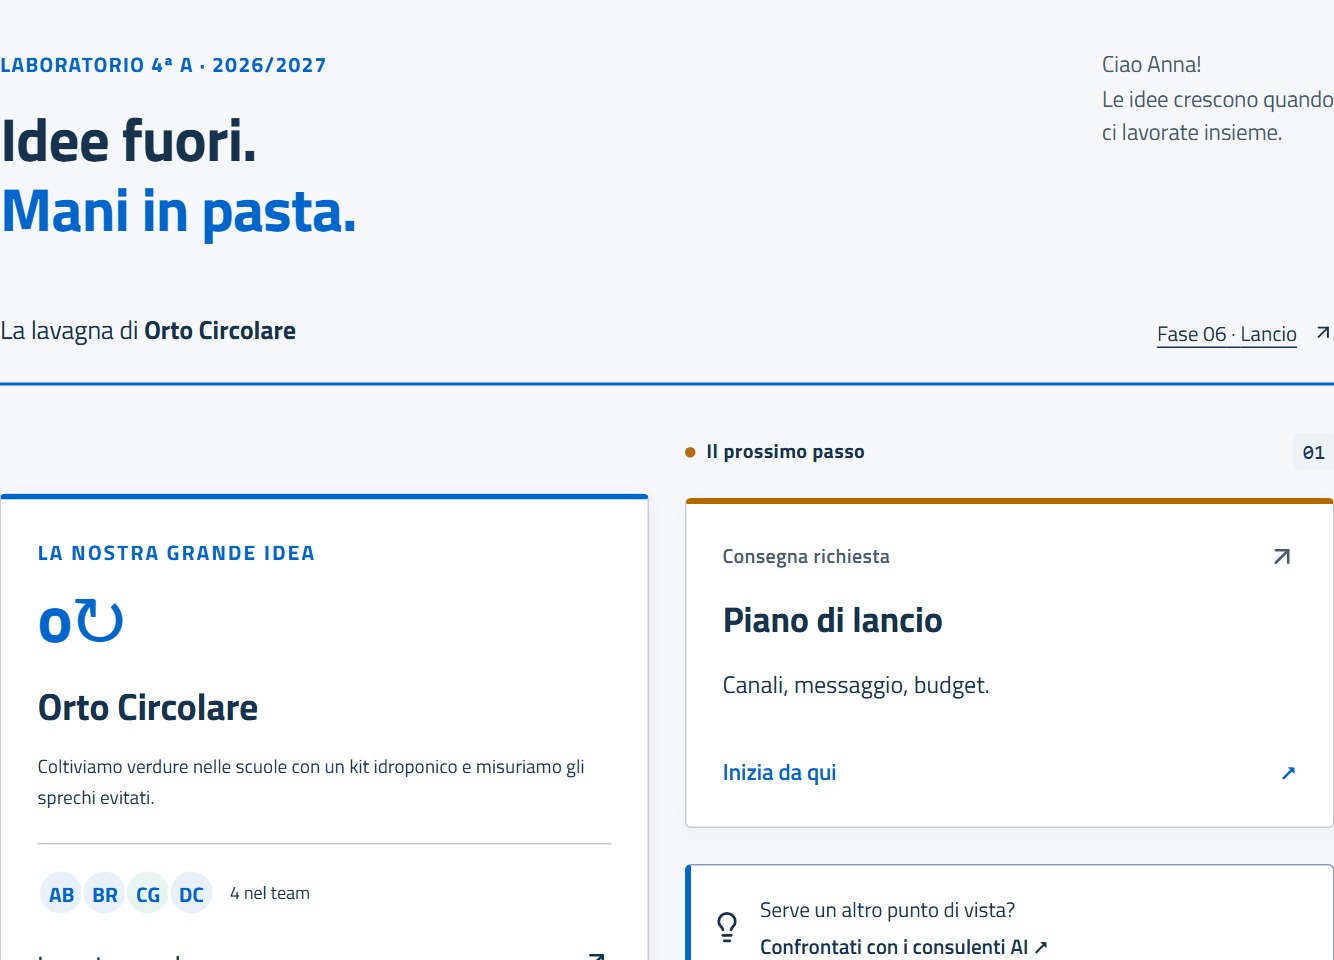 LABORATORIO 4ª A · 2026/2027
Idee fuori.
Mani in pasta.
Ciao Anna!
Le idee crescono quando
ci lavorate insieme.
La lavagna di Orto Circolare
Fase 06 · Lancio ↗
LA NOSTRA GRANDE IDEA
o↻
Orto Circolare
Coltiviamo verdure nelle scuole con un kit idroponico e misuriamo gli
sprechi evitati.
AB BR CG DC 4 nel team
Il prossimo passo 01
Consegna richiesta
Piano di lancio
Canali, messaggio, budget.
Inizia da qui ↗
Serve un altro punto di vista?
Confrontati con i consulenti AI ↗